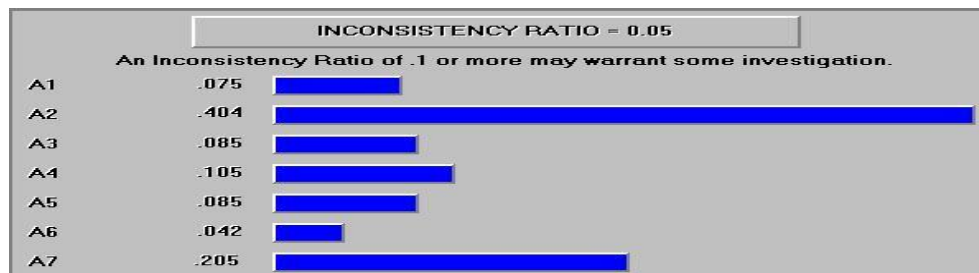 INCONSISTENCY RATIO = 0.05
An Inconsistency Ratio of .1 or more may warrant some investigation.
A1 .075
A2 .404
A3 .085
A4 .105
A5 .085
A6 .042
A7 .205